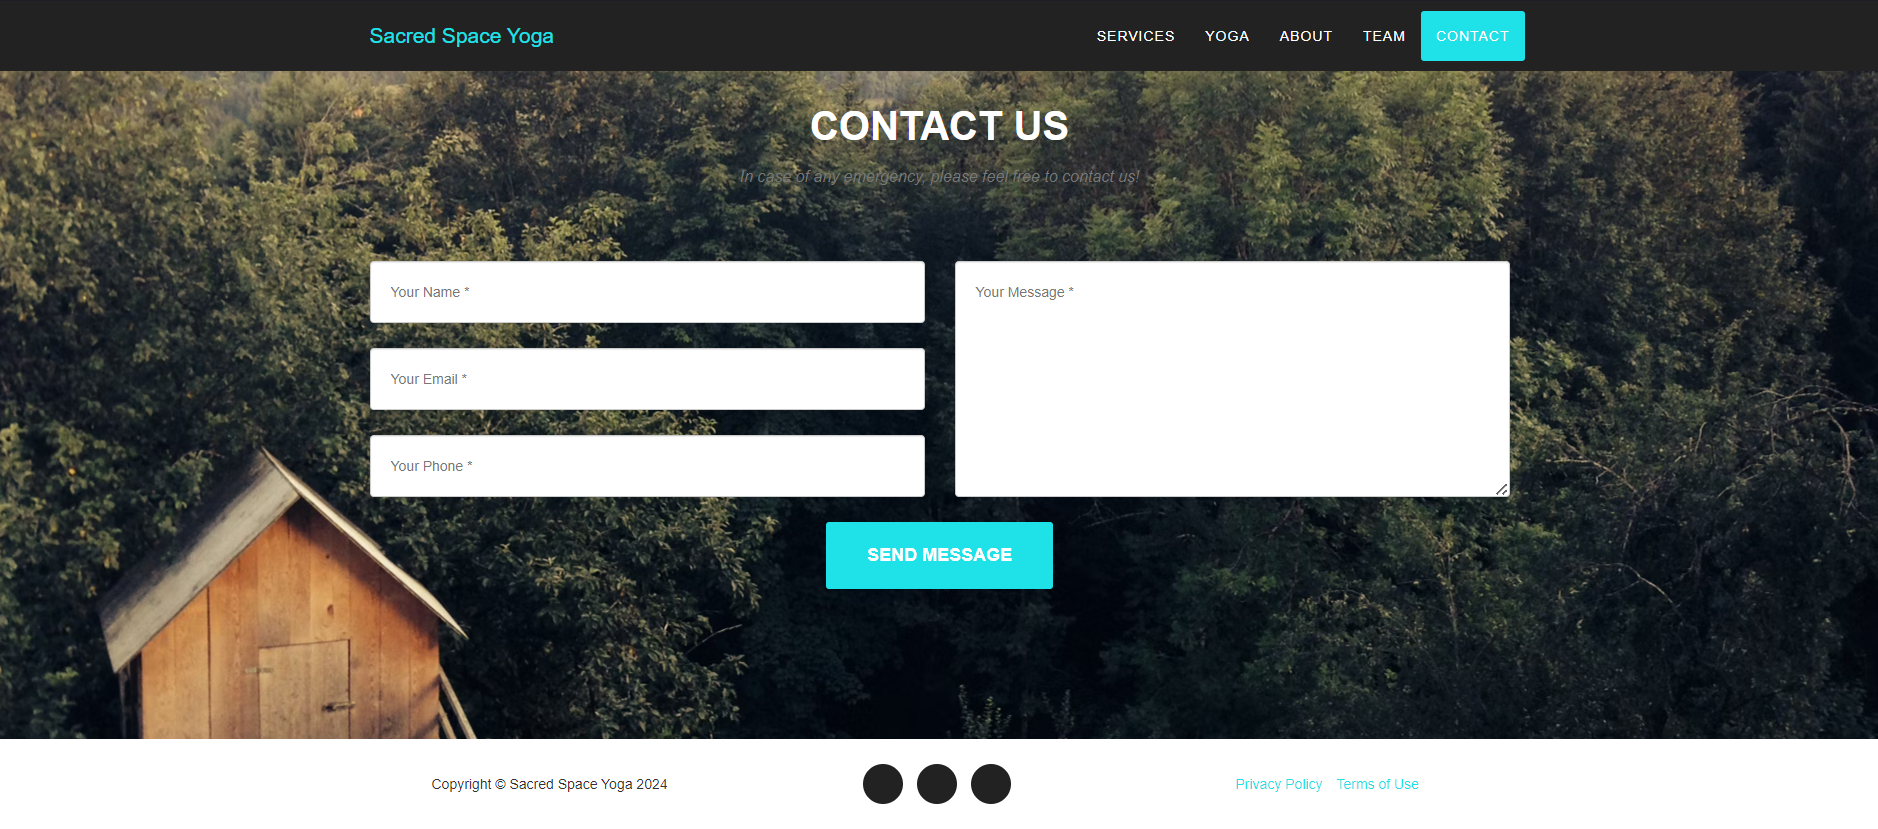 Sacred Space Yoga
SERVICES YOGA ABOUT TEAM CONTACT
CONTACT US
In case of any emergency, please feel free to contact us!
Your Name *
Your Message *
Your Email *
Your Phone *
SEND MESSAGE
Copyright © Sacred Space Yoga 2024
Privacy Policy Terms of Use